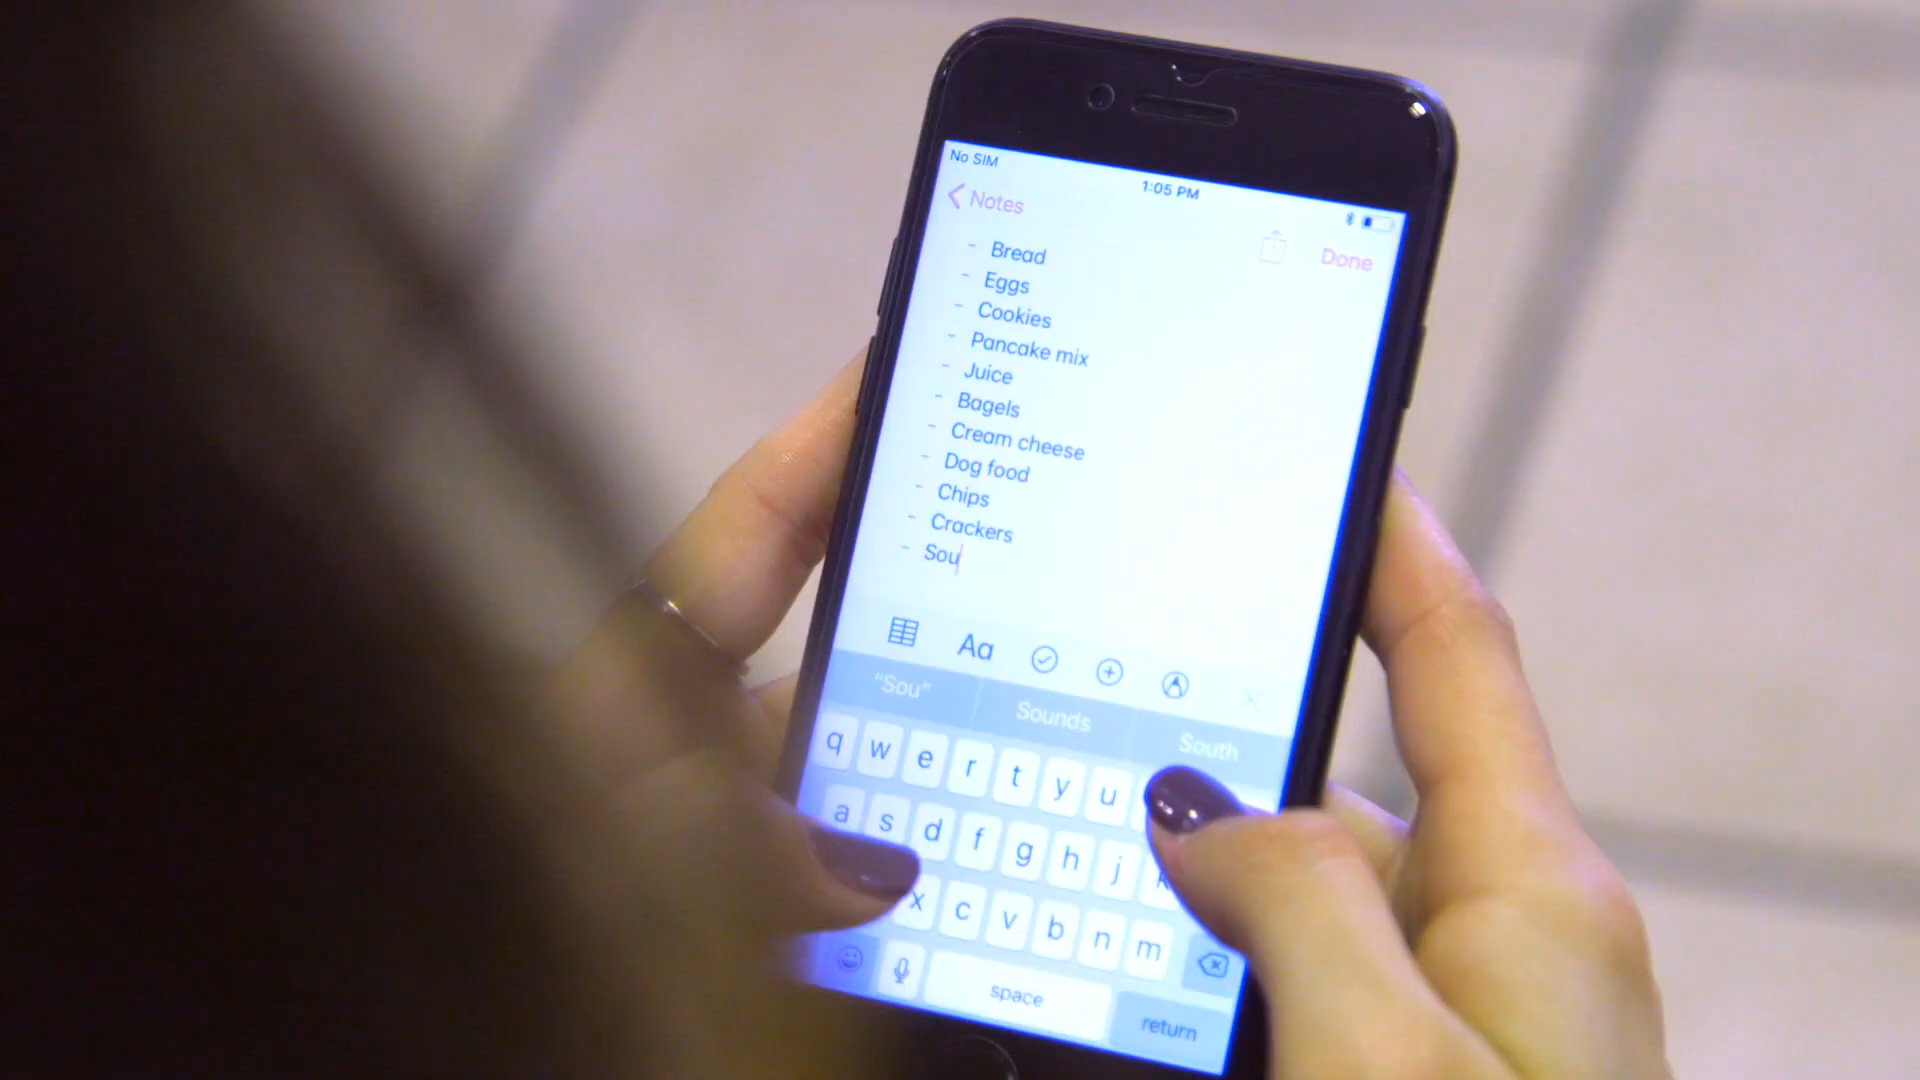 No SIM
1:05 PM
Notes
Done
- Bread
- Eggs
- Cookies
- Pancake mix
- Juice
- Bagels
- Cream cheese
- Dog food
- Chips
- Crackers
- Sou
Aa
“Sou” Sounds South
q w e r t y u
a s d f g h j k
x c v b n m
space return